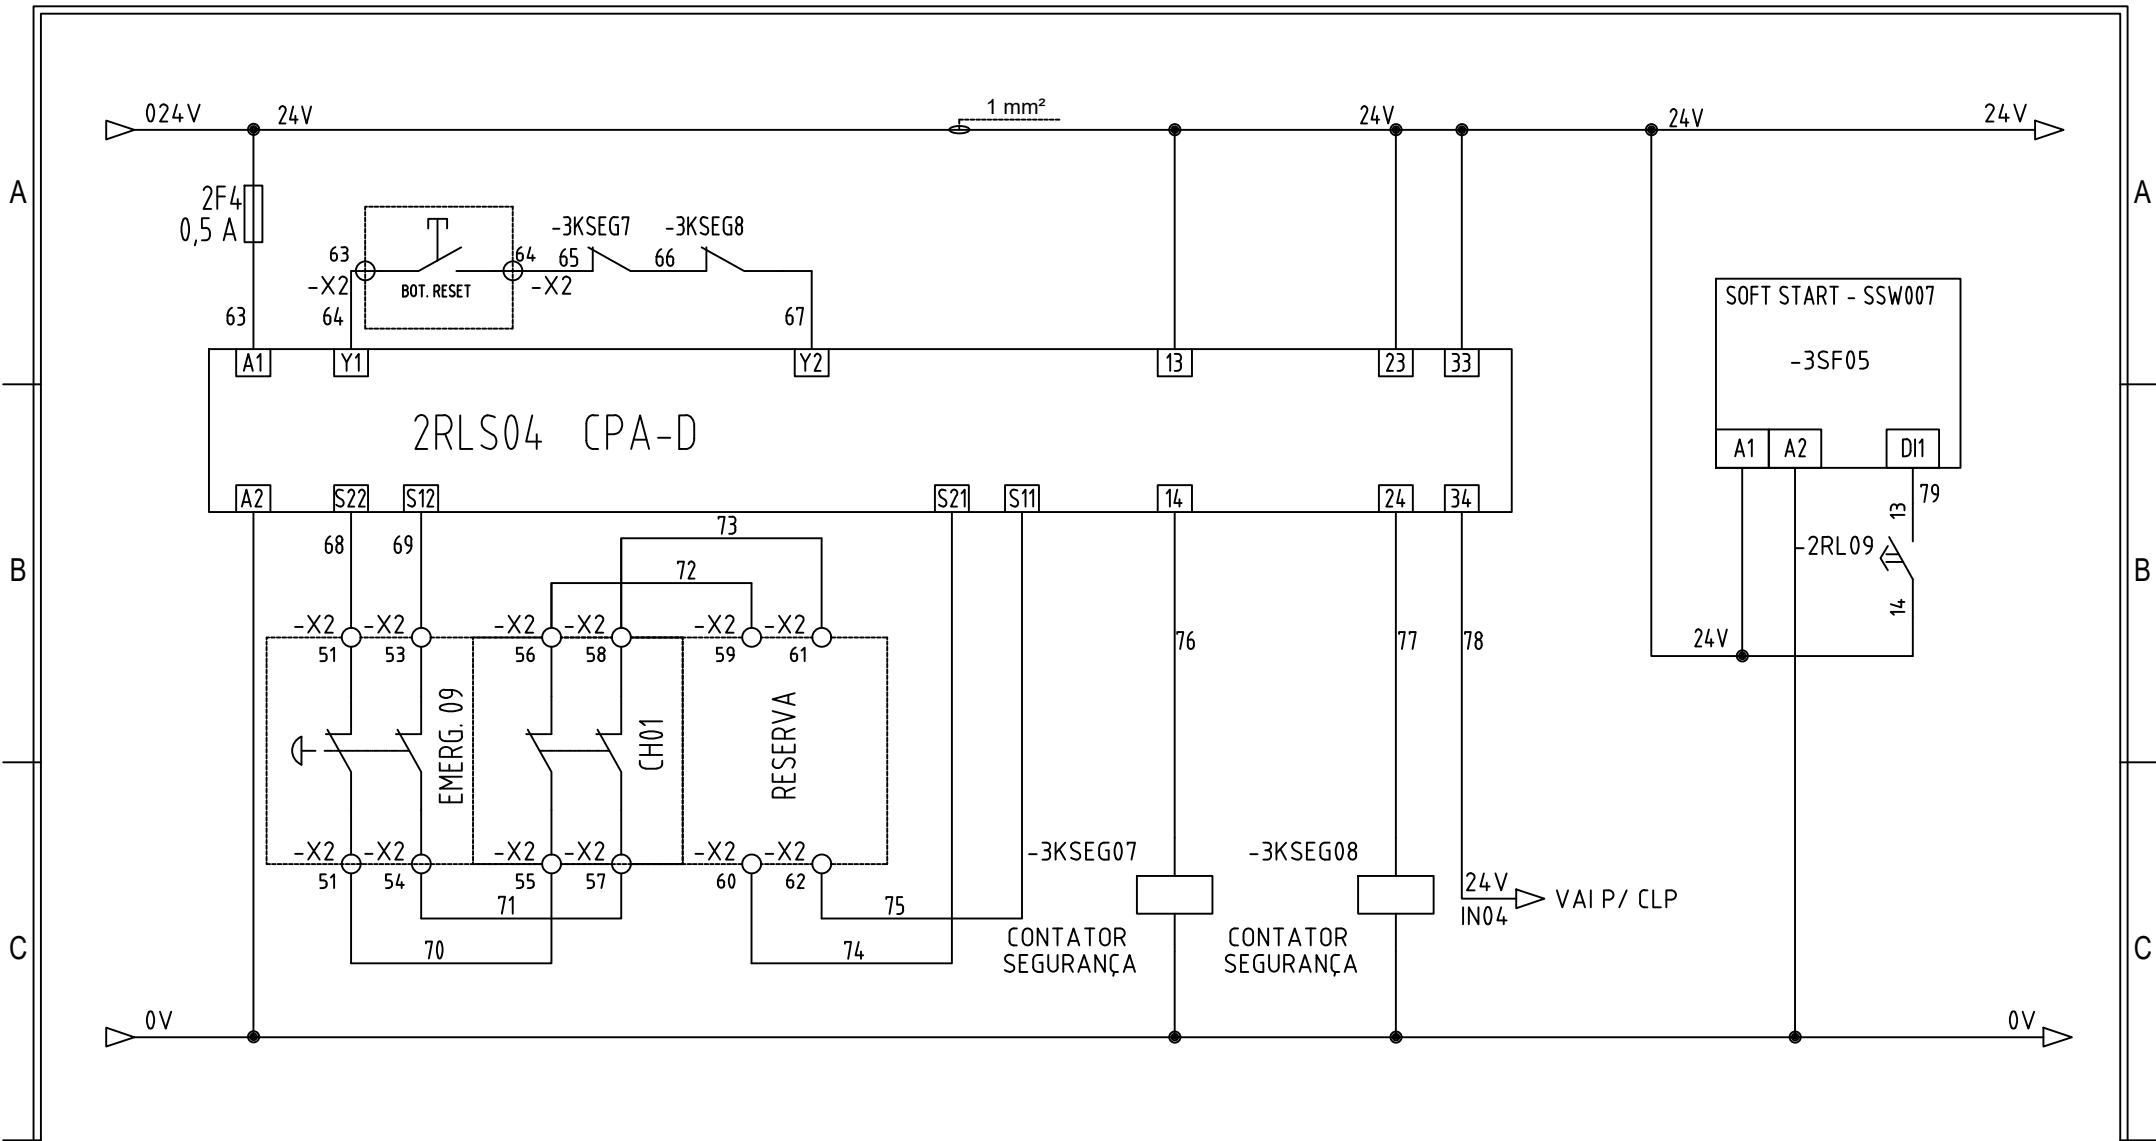 024V
24V
1 mm²
24V
24V
24V
A
A
2F4
0,5 A
-3KSEG7
-3KSEG8
63
64
65
66
-X2
BOT. RESET
-X2
63
64
67
SOFT START - SSW007
-3SF05
A1
Y1
Y2
13
23
33
2RLS04 CPA-D
A1
A2
DI1
A2
S22
S12
S21
S11
14
24
34
79
13
73
68
69
-2RL09
72
B
B
14
-X2
-X2
-X2
-X2
-X2
-X2
51
53
56
58
59
61
76
77
78
24V
EMERG. 09
CH01
RESERVA
-X2
-X2
-X2
-X2
-X2
-X2
51
54
55
57
60
62
-3KSEG07
-3KSEG08
71
75
24V
IN04
VAI P/ CLP
70
74
CONTATOR
SEGURANÇA
CONTATOR
SEGURANÇA
C
C
0V
0V